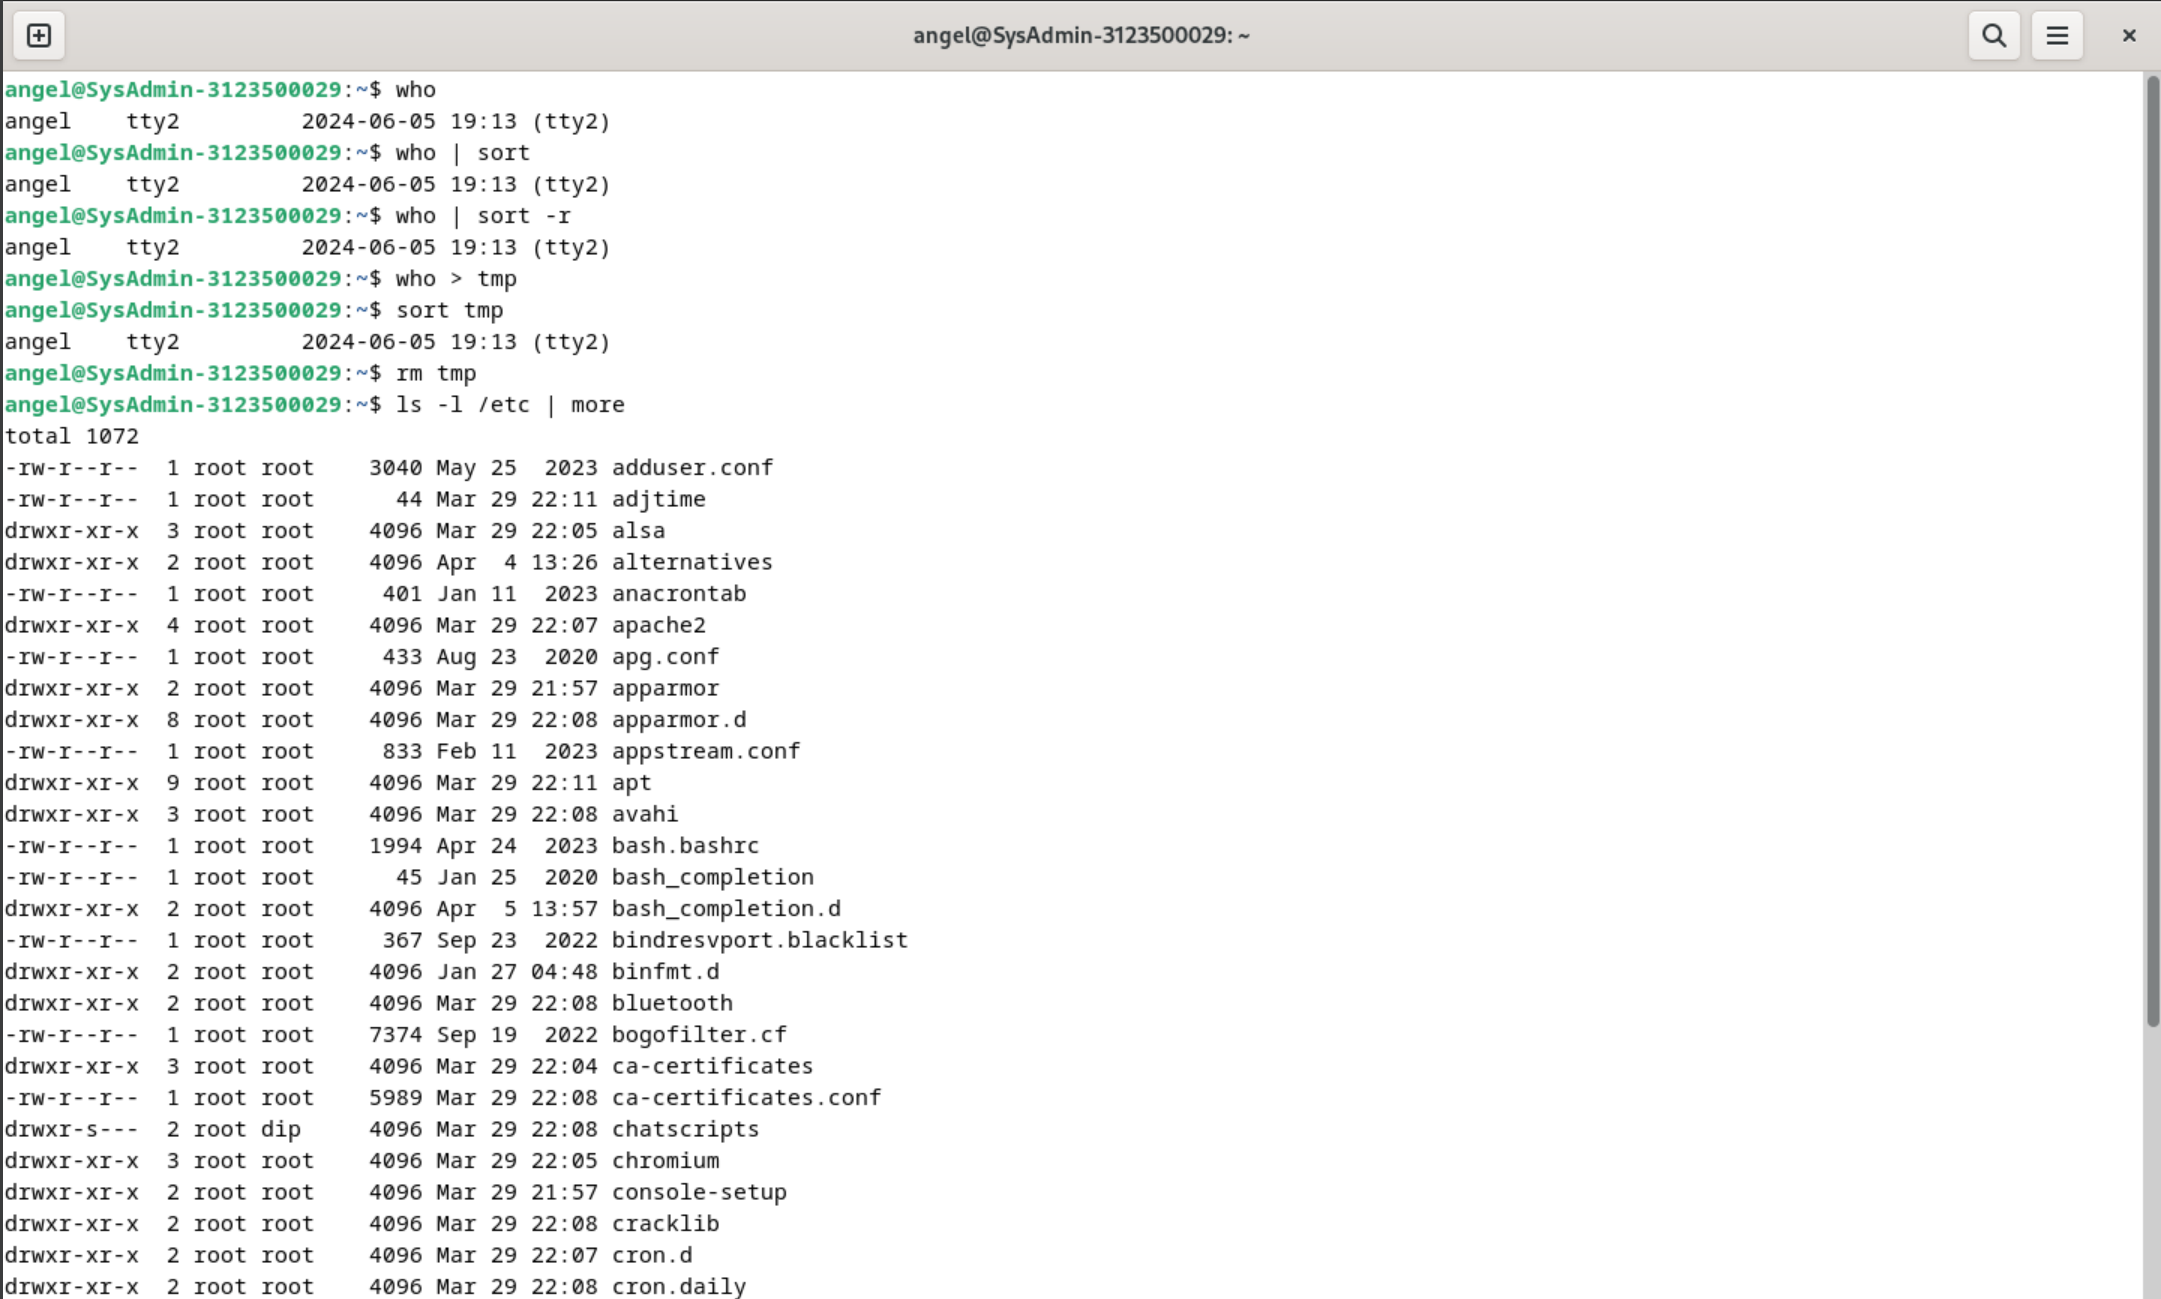 angel@SysAdmin-3123500029: ~
angel@SysAdmin-3123500029:~$ who
angel    tty2         2024-06-05 19:13 (tty2)
angel@SysAdmin-3123500029:~$ who | sort
angel    tty2         2024-06-05 19:13 (tty2)
angel@SysAdmin-3123500029:~$ who | sort -r
angel    tty2         2024-06-05 19:13 (tty2)
angel@SysAdmin-3123500029:~$ who > tmp
angel@SysAdmin-3123500029:~$ sort tmp
angel    tty2         2024-06-05 19:13 (tty2)
angel@SysAdmin-3123500029:~$ rm tmp
angel@SysAdmin-3123500029:~$ ls -l /etc | more
total 1072
-rw-r--r--  1 root root    3040 May 25  2023 adduser.conf
-rw-r--r--  1 root root      44 Mar 29 22:11 adjtime
drwxr-xr-x  3 root root    4096 Mar 29 22:05 alsa
drwxr-xr-x  2 root root    4096 Apr  4 13:26 alternatives
-rw-r--r--  1 root root     401 Jan 11  2023 anacrontab
drwxr-xr-x  4 root root    4096 Mar 29 22:07 apache2
-rw-r--r--  1 root root     433 Aug 23  2020 apg.conf
drwxr-xr-x  2 root root    4096 Mar 29 21:57 apparmor
drwxr-xr-x  8 root root    4096 Mar 29 22:08 apparmor.d
-rw-r--r--  1 root root     833 Feb 11  2023 appstream.conf
drwxr-xr-x  9 root root    4096 Mar 29 22:11 apt
drwxr-xr-x  3 root root    4096 Mar 29 22:08 avahi
-rw-r--r--  1 root root    1994 Apr 24  2023 bash.bashrc
-rw-r--r--  1 root root      45 Jan 25  2020 bash_completion
drwxr-xr-x  2 root root    4096 Apr  5 13:57 bash_completion.d
-rw-r--r--  1 root root     367 Sep 23  2022 bindresvport.blacklist
drwxr-xr-x  2 root root    4096 Jan 27 04:48 binfmt.d
drwxr-xr-x  2 root root    4096 Mar 29 22:08 bluetooth
-rw-r--r--  1 root root    7374 Sep 19  2022 bogofilter.cf
drwxr-xr-x  3 root root    4096 Mar 29 22:04 ca-certificates
-rw-r--r--  1 root root    5989 Mar 29 22:08 ca-certificates.conf
drwxr-s---  2 root dip     4096 Mar 29 22:08 chatscripts
drwxr-xr-x  3 root root    4096 Mar 29 22:05 chromium
drwxr-xr-x  2 root root    4096 Mar 29 21:57 console-setup
drwxr-xr-x  2 root root    4096 Mar 29 22:08 cracklib
drwxr-xr-x  2 root root    4096 Mar 29 22:07 cron.d
drwxr-xr-x  2 root root    4096 Mar 29 22:08 cron.daily